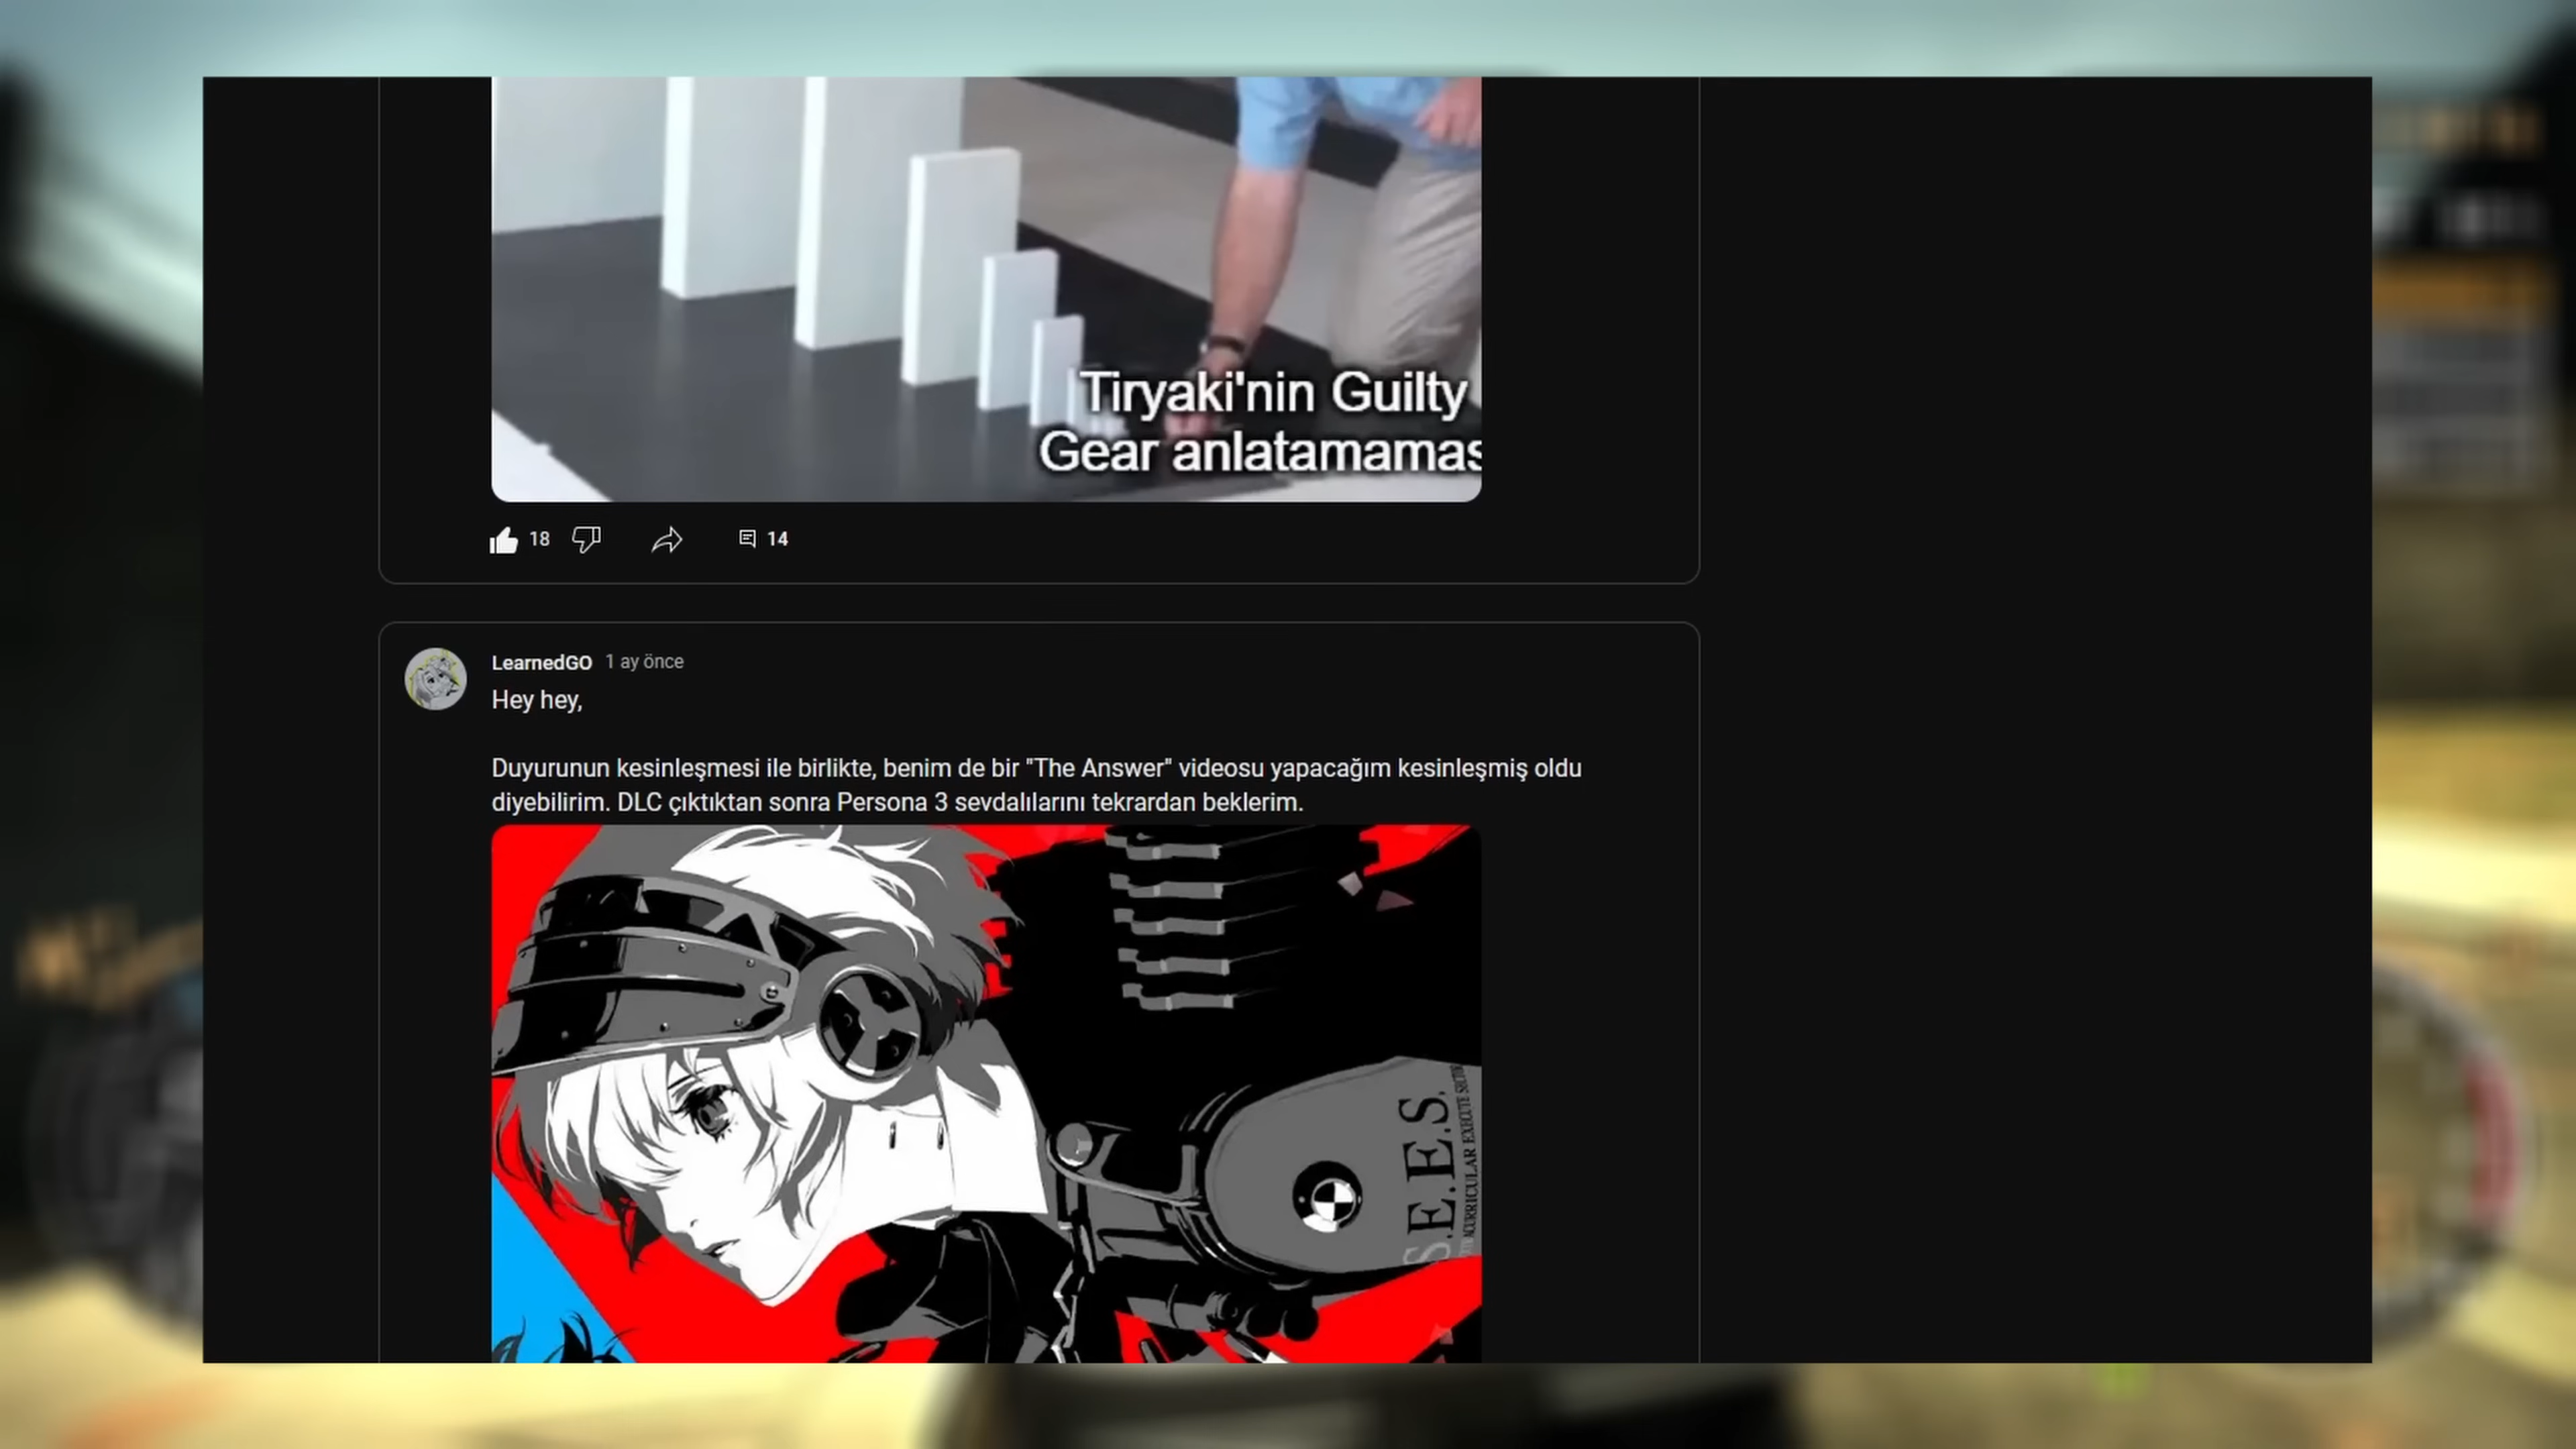 Tiryaki'nin Guilty
Gear anlatamamas
18
14
LearnedGO 1 ay önce
Hey hey,
Duyurunun kesinleşmesi ile birlikte, benim de bir "The Answer" videosu yapacağım kesinleşmiş oldu
diyebilirim. DLC çıktıktan sonra Persona 3 sevdalılarını tekrardan beklerim.
S.E.E.S.